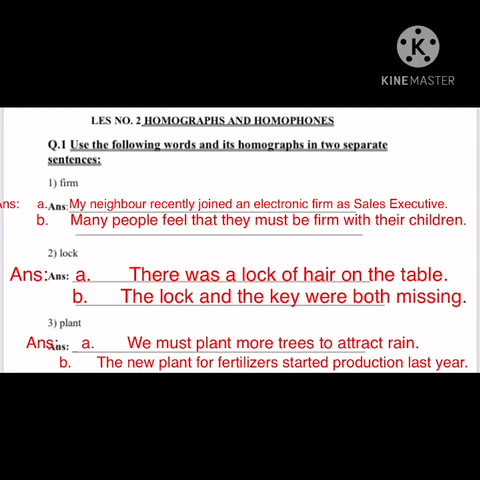 K
KINEMASTER
LES NO. 2 HOMOGRAPHS AND HOMOPHONES
Q.1 Use the following words and its homographs in two separate
sentences:
1) firm
Ans: a. Ans: My neighbour recently joined an electronic firm as Sales Executive.
b. Many people feel that they must be firm with their children.
2) lock
Ans: Ans: a. There was a lock of hair on the table.
b. The lock and the key were both missing.
3) plant
Ans: Ans: a. We must plant more trees to attract rain.
b. The new plant for fertilizers started production last year.